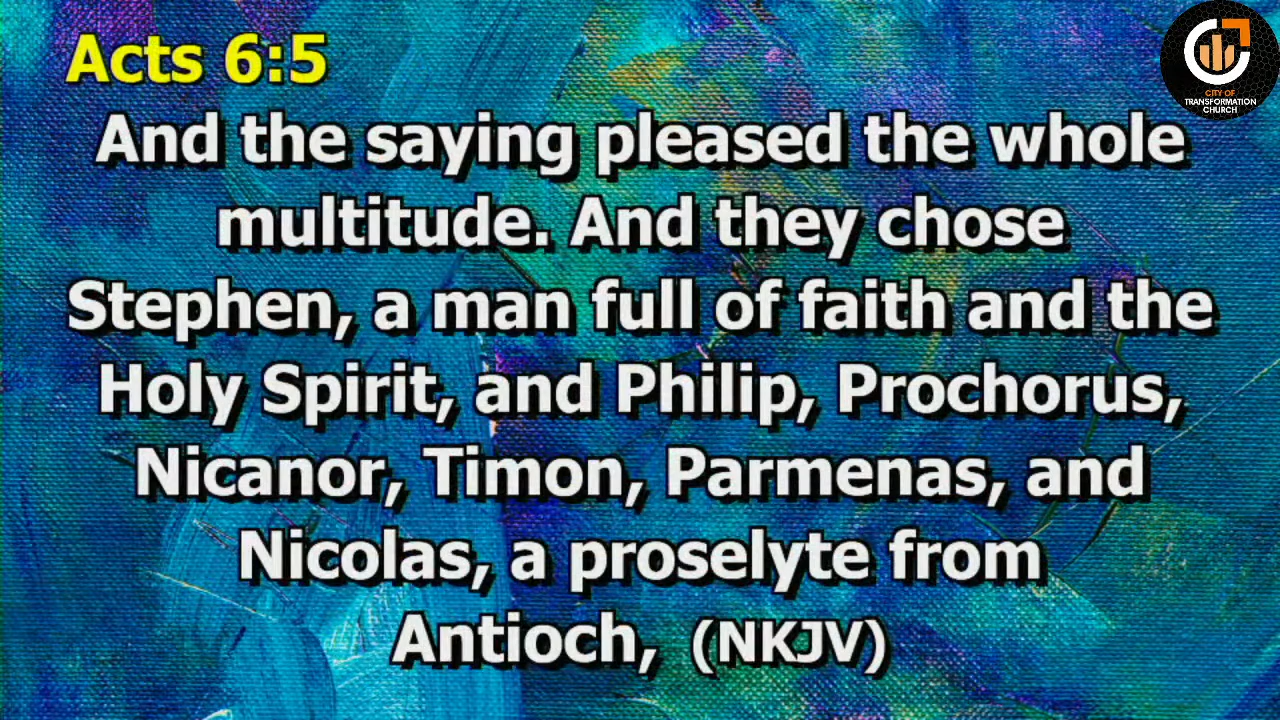 Acts 6:5
And the saying pleased the whole
multitude. And they chose
Stephen, a man full of faith and the
Holy Spirit, and Philip, Prochorus,
Nicanor, Timon, Parmenas, and
Nicolas, a proselyte from
Antioch, (NKJV)
CITY OF
TRANSFORMATION
CHURCH